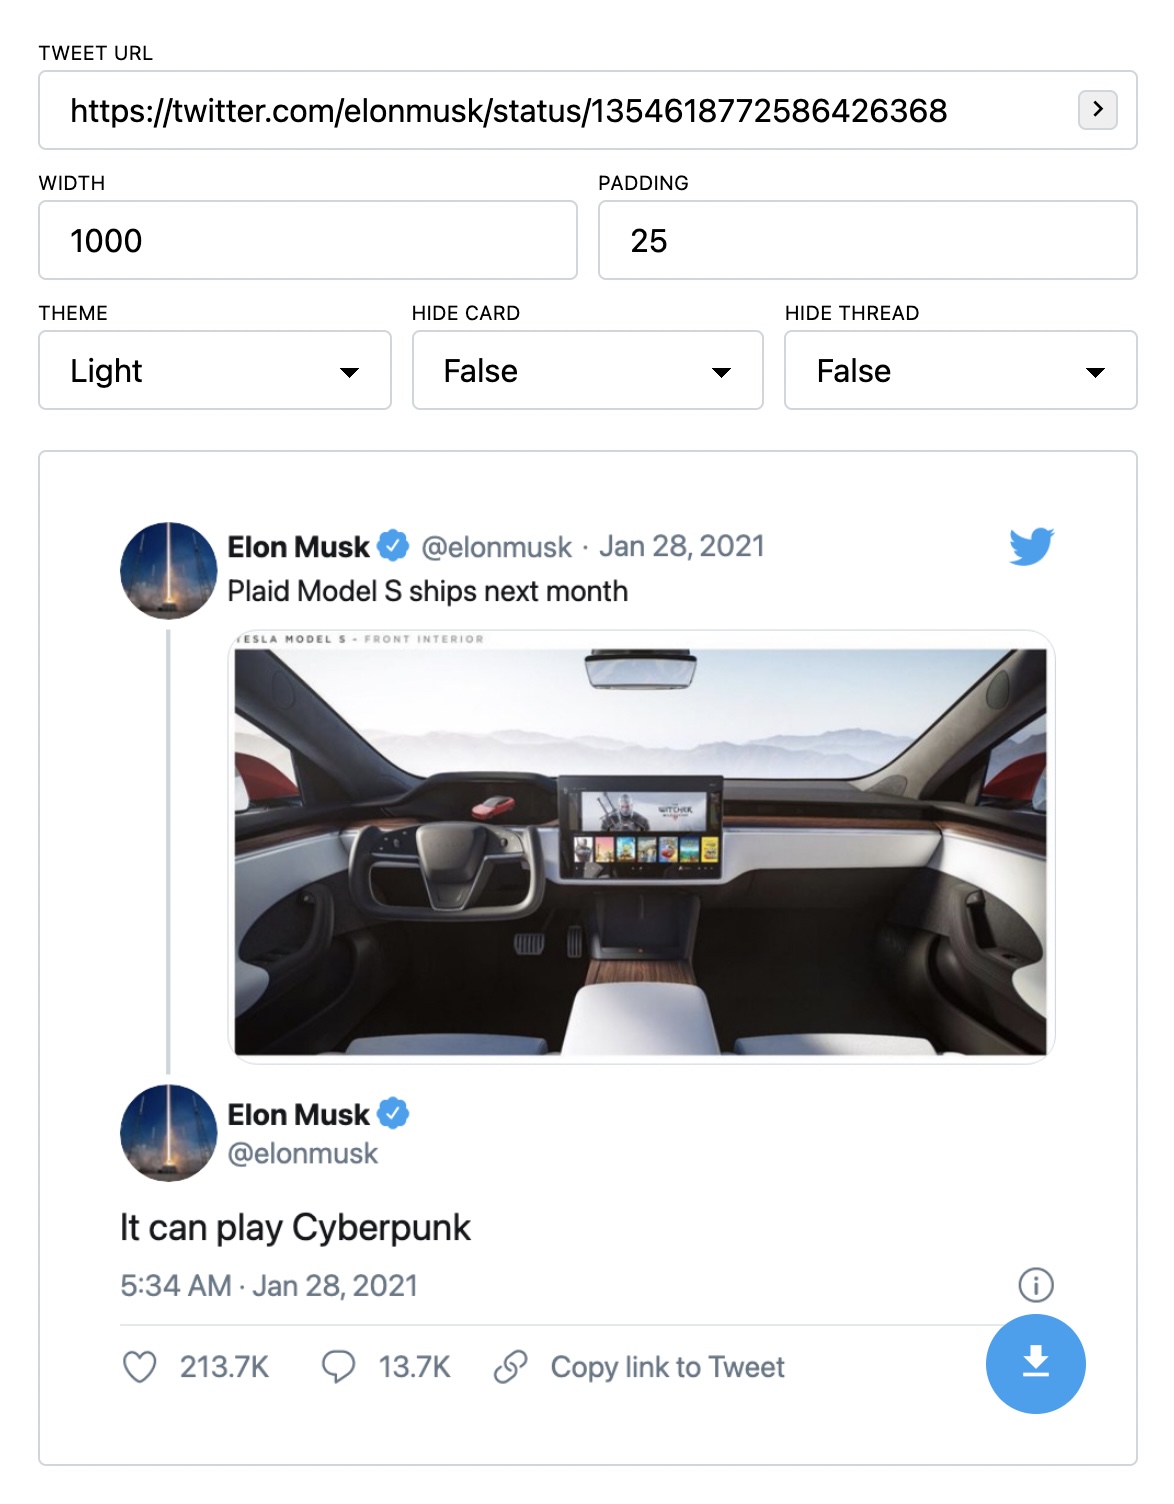 TWEET URL
https://twitter.com/elonmusk/status/1354618772586426368
WIDTH
PADDING
1000
25
THEME
HIDE CARD
HIDE THREAD
Light
False
False
Elon Musk @elonmusk · Jan 28, 2021
Plaid Model S ships next month
TESLA MODEL S - FRONT INTERIOR
WITCHER
Elon Musk
@elonmusk
It can play Cyberpunk
5:34 AM · Jan 28, 2021
213.7K
13.7K
Copy link to Tweet